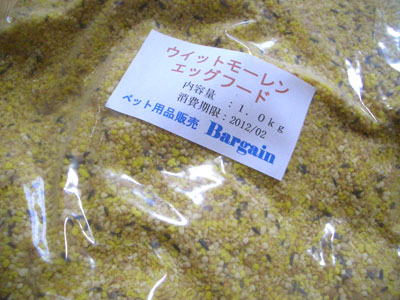 ウイットモーレン
エッグフード
内容量　：1．0kg
消費期限：2012/02
ペット用品販売 Bargain